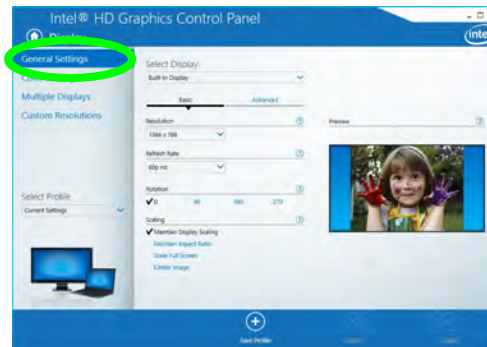 Intel® HD Graphics Control Panel
Display
General Settings
Multiple Displays
Custom Resolutions
Select Profile
Current Settings
Select Display
Built-in Display
Basic
Advanced
Resolution
1366 x 768
Refresh Rate
60p Hz
Rotation
0
90
180
270
Scaling
Maintain Display Scaling
Maintain Aspect Ratio
Scale Full Screen
Center Image
Preview
Save Profile